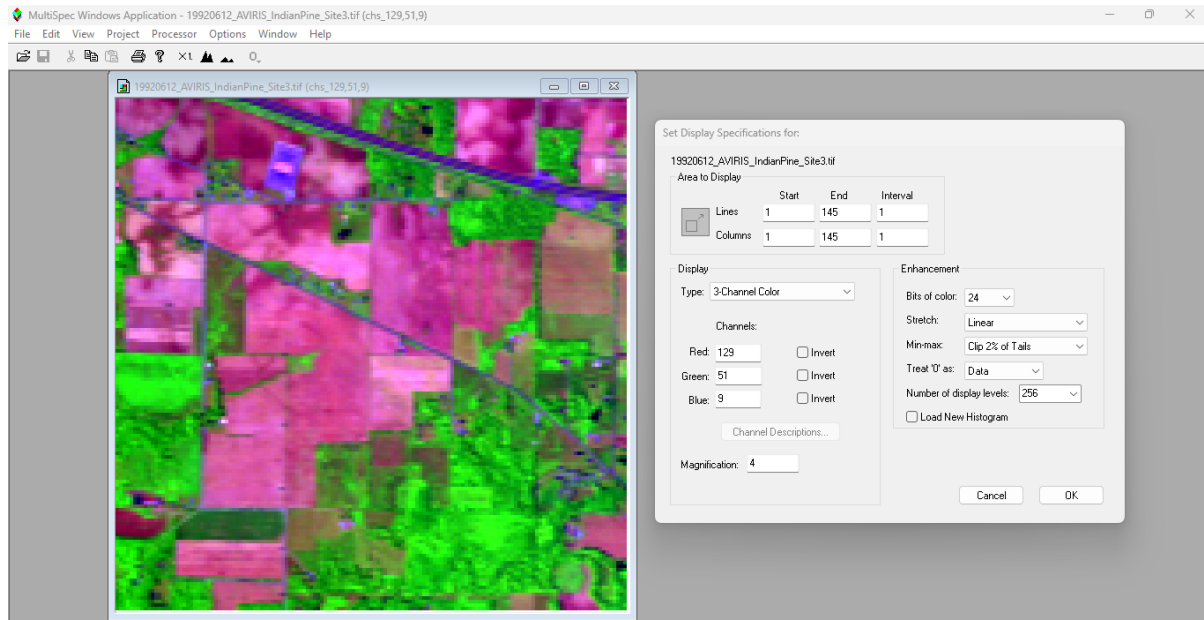 MultiSpec Windows Application - 19920612_AVIRIS_IndianPine_Site3.tif (chs_129,51,9)
File Edit View Project Processor Options Window Help
×1
0.
19920612_AVIRIS_IndianPine_Site3.tif (chs_129,51,9)
Set Display Specifications for:
19920612_AVIRIS_IndianPine_Site3.tif
Area to Display
Start End Interval
Lines 1 145 1
Columns 1 145 1
Display
Type: 3-Channel Color
Channels:
Red: 129 Invert
Green: 51 Invert
Blue: 9 Invert
Channel Descriptions...
Magnification: 4
Enhancement
Bits of color: 24
Stretch: Linear
Min-max: Clip 2% of Tails
Treat '0' as: Data
Number of display levels: 256
Load New Histogram
Cancel OK